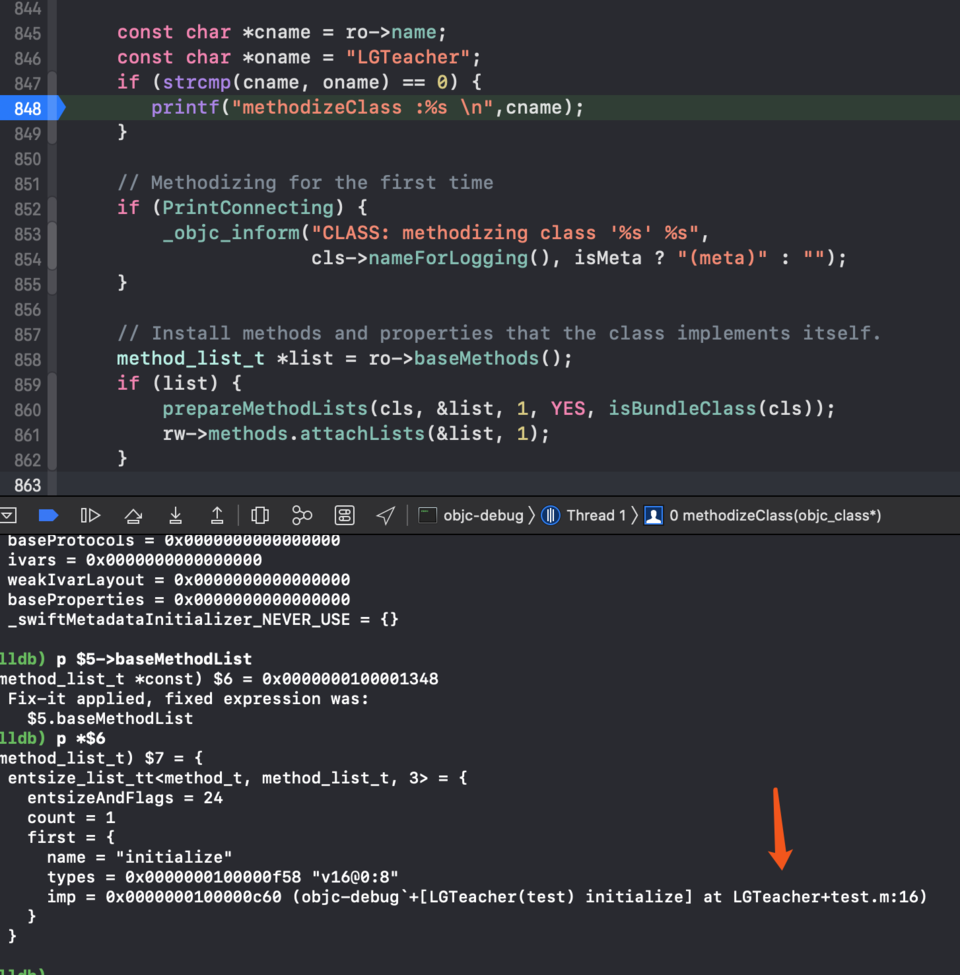 844
845 const char *cname = ro->name;
846 const char *oname = "LGTeacher";
847 if (strcmp(cname, oname) == 0) {
848 printf("methodizeClass :%s \n",cname);
849 }
850
851 // Methodizing for the first time
852 if (PrintConnecting) {
853 _objc_inform("CLASS: methodizing class '%s' %s",
854 cls->nameForLogging(), isMeta ? "(meta)" : "");
855 }
856
857 // Install methods and properties that the class implements itself.
858 method_list_t *list = ro->baseMethods();
859 if (list) {
860 prepareMethodLists(cls, &list, 1, YES, isBundleClass(cls));
861 rw->methods.attachLists(&list, 1);
862 }
863
objc-debug Thread 1 0 methodizeClass(objc_class*)
baseProtocols = 0x0000000000000000
ivars = 0x0000000000000000
weakIvarLayout = 0x0000000000000000
baseProperties = 0x0000000000000000
_swiftMetadataInitializer_NEVER_USE = {}
lldb) p $5->baseMethodList
method_list_t *const) $6 = 0x0000000100001348
Fix-it applied, fixed expression was:
$5.baseMethodList
lldb) p *$6
method_list_t) $7 = {
entsize_list_tt<method_t, method_list_t, 3> = {
entsizeAndFlags = 24
count = 1
first = {
name = "initialize"
types = 0x0000000100000f58 "v16@0:8"
imp = 0x0000000100000c60 (objc-debug`+[LGTeacher(test) initialize] at LGTeacher+test.m:16)
}
}
lldb)